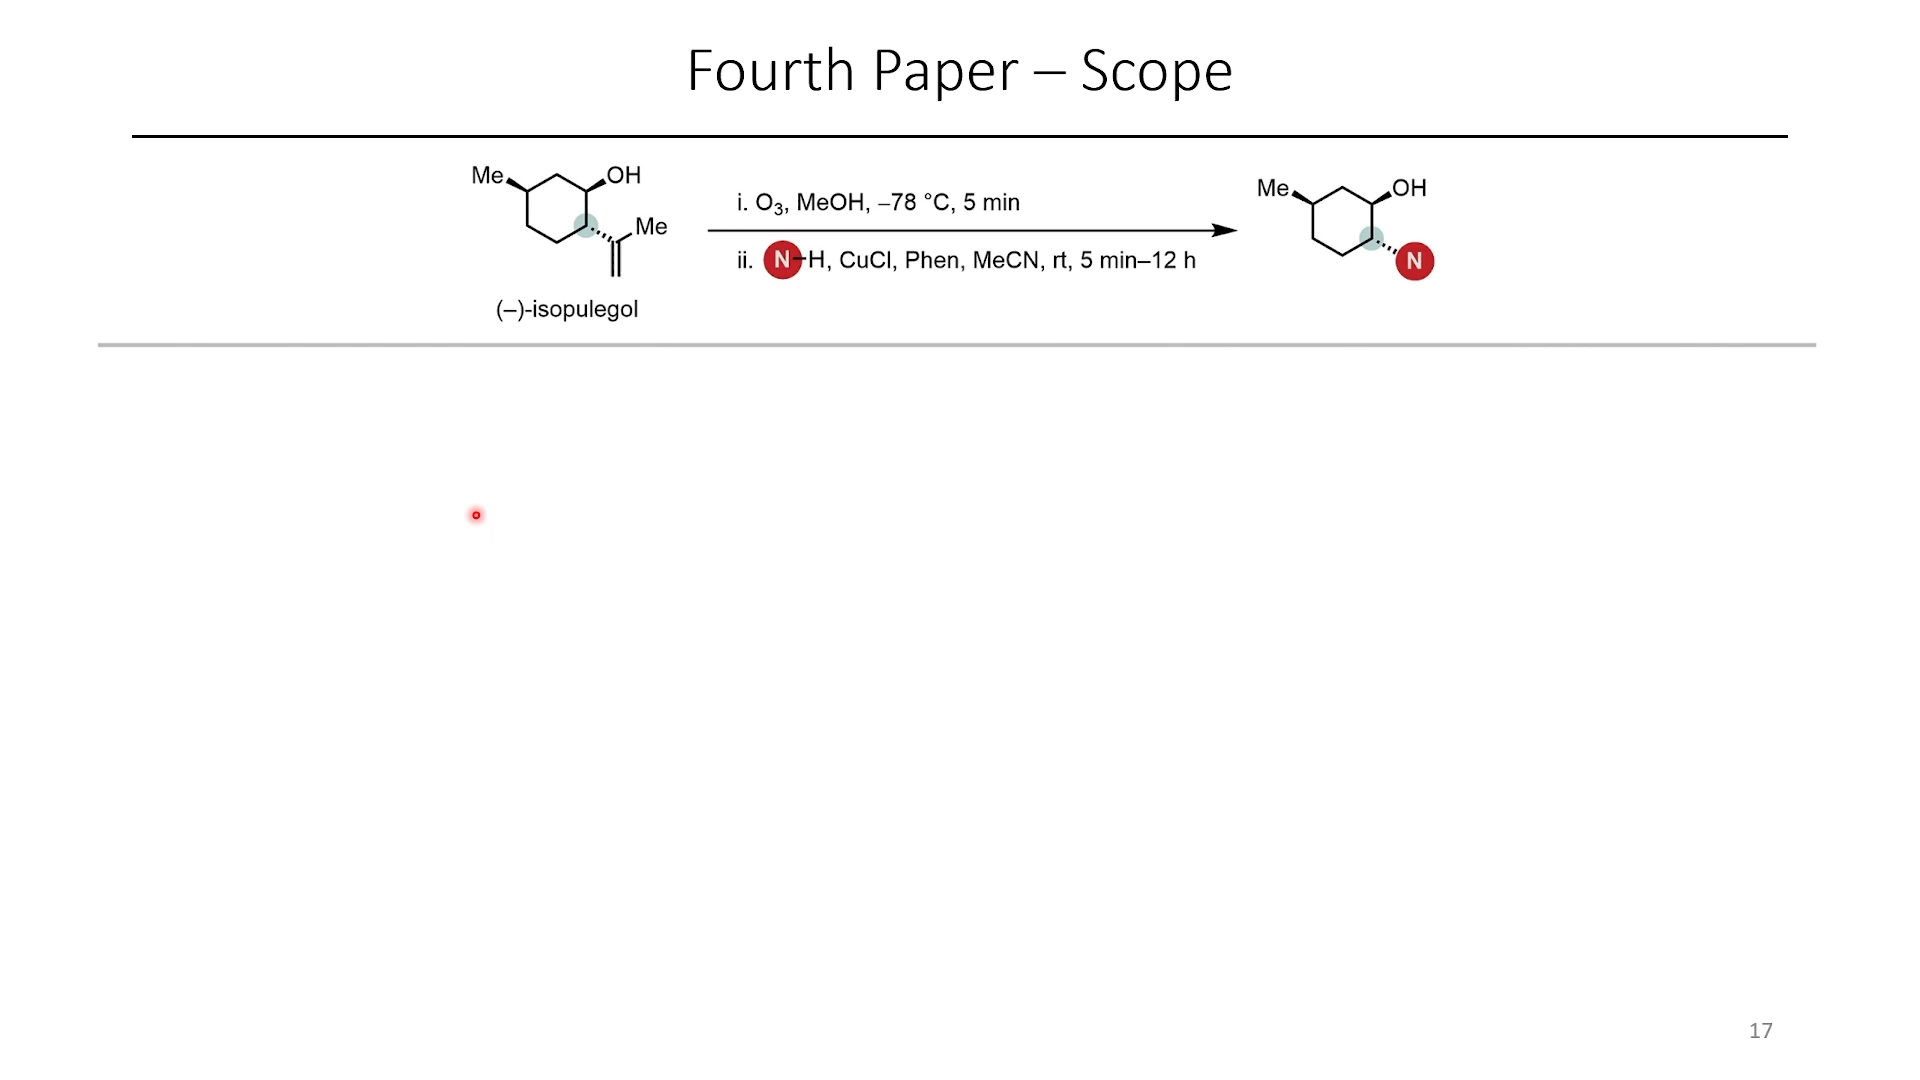 Fourth Paper – Scope
Me
OH
Me
(–)-isopulegol
i. O₃, MeOH, –78 °C, 5 min
ii. N–H, CuCl, Phen, MeCN, rt, 5 min–12 h
Me
OH
N
17